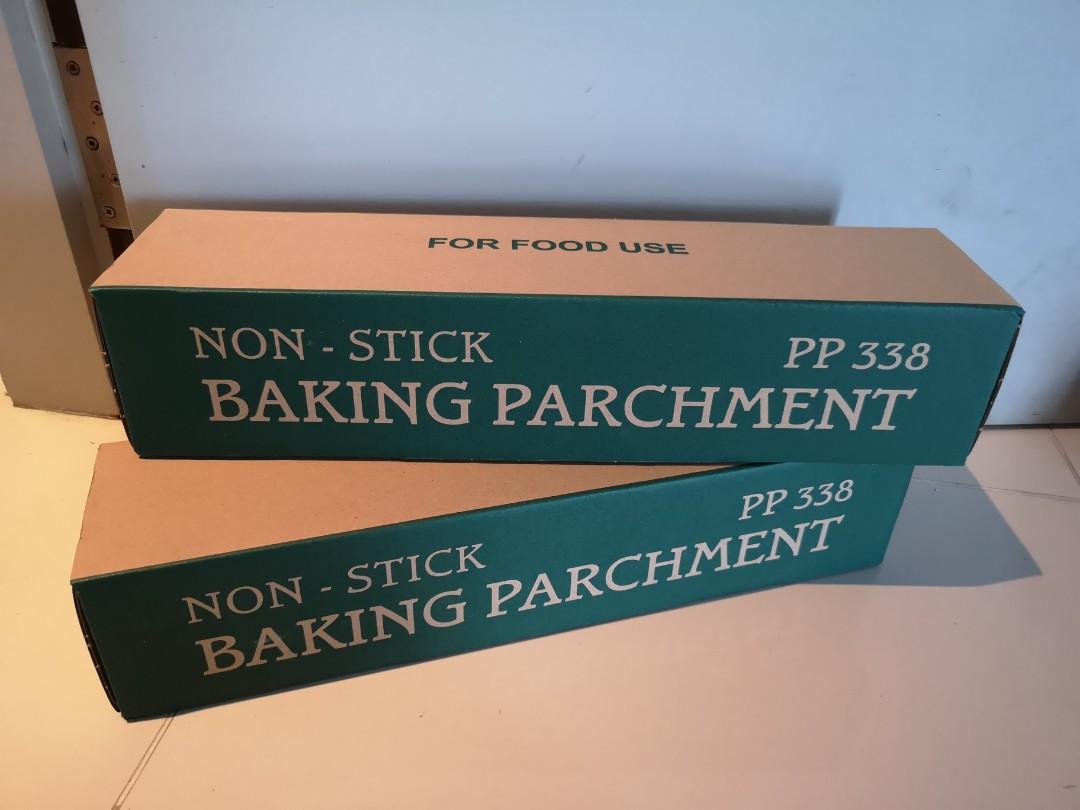 FOR FOOD USE
NON - STICK PP 338
BAKING PARCHMENT
NON - STICK PP 338
BAKING PARCHMENT